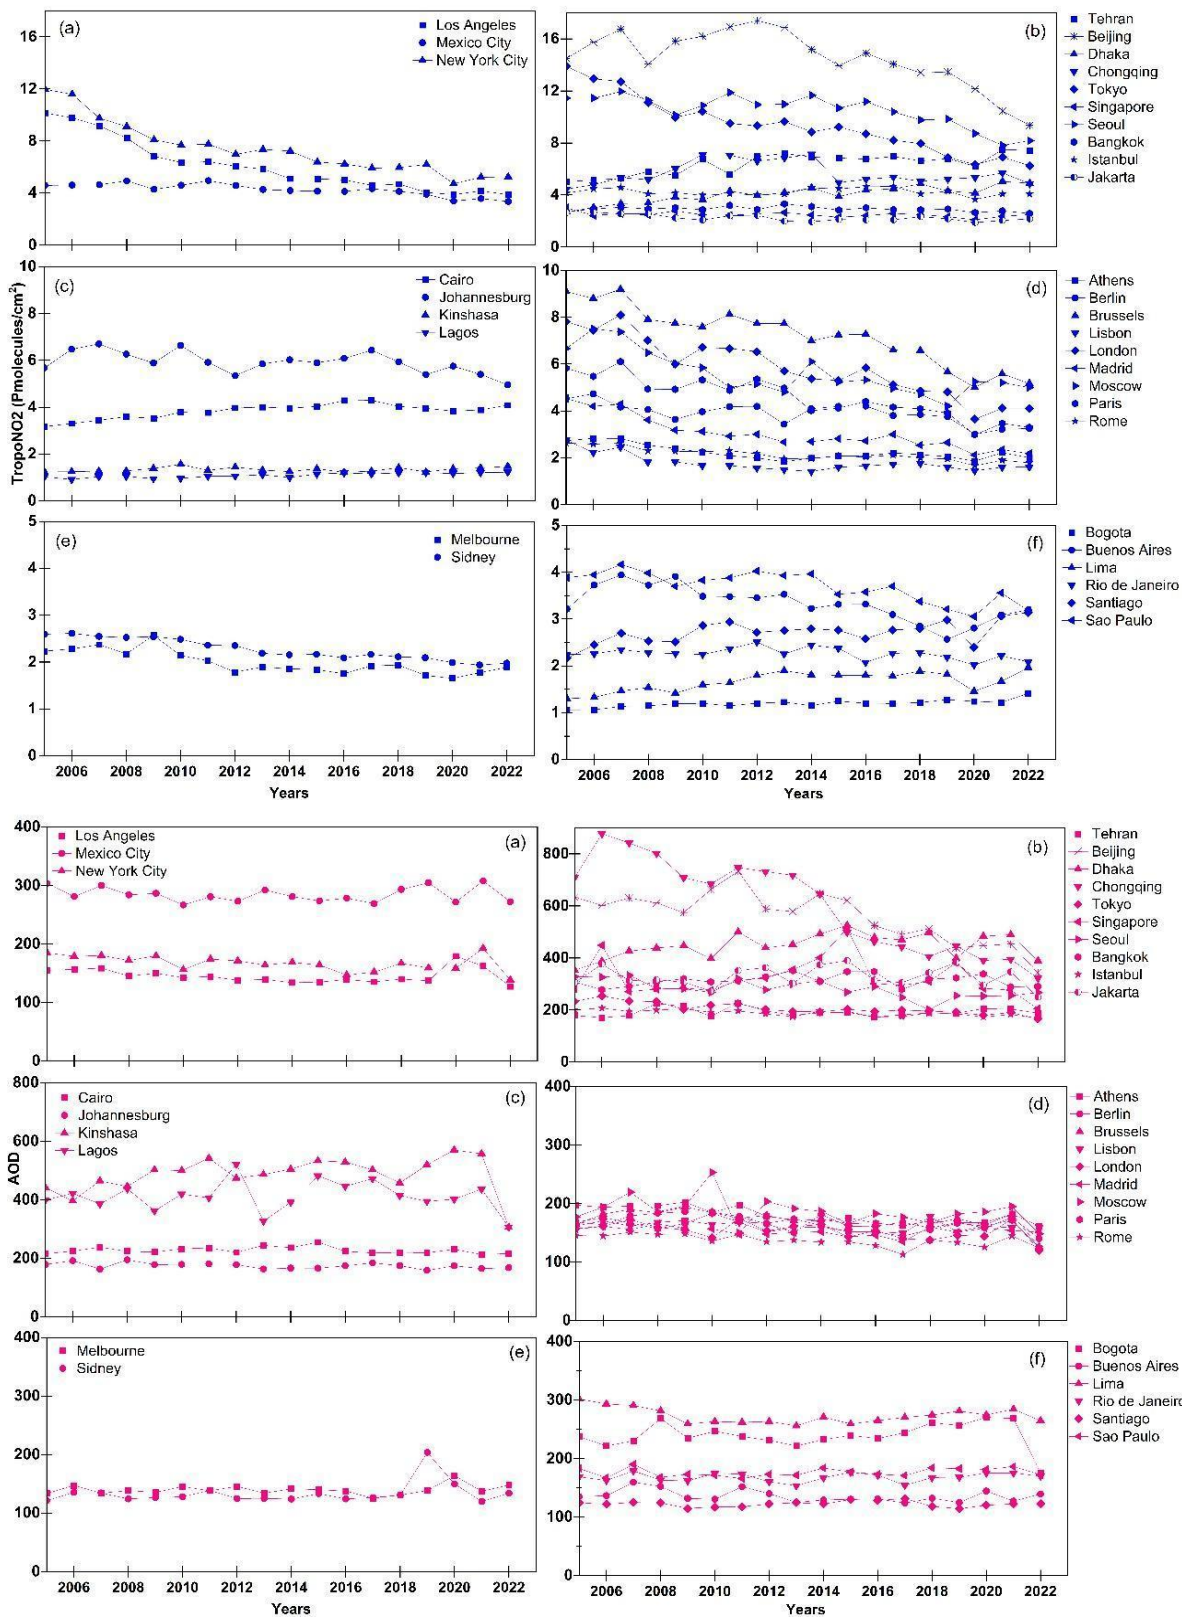 (a)
Los Angeles
Mexico City
New York City
16
12
8
4
0
(b)
Tehran
Beijing
Dhaka
Chongqing
Tokyo
Singapore
Seoul
Bangkok
Istanbul
Jakarta
16
12
8
4
0
TropoNO2 (Pmolecules/cm²)
(c)
Cairo
Johannesburg
Kinshasa
Lagos
10
8
6
4
2
0
(d)
Athens
Berlin
Brussels
Lisbon
London
Madrid
Moscow
Paris
Rome
10
8
6
4
2
0
(e)
Melbourne
Sidney
5
4
3
2
1
0
2006 2008 2010 2012 2014 2016 2018 2020 2022
Years
(f)
Bogota
Buenos Aires
Lima
Rio de Janeiro
Santiago
Sao Paulo
5
4
3
2
1
0
2006 2008 2010 2012 2014 2016 2018 2020 2022
Years
(a)
Los Angeles
Mexico City
New York City
400
300
200
100
0
(b)
Tehran
Beijing
Dhaka
Chongqing
Tokyo
Singapore
Seoul
Bangkok
Istanbul
Jakarta
800
600
400
200
0
AOD
(c)
Cairo
Johannesburg
Kinshasa
Lagos
800
600
400
200
0
(d)
Athens
Berlin
Brussels
Lisbon
London
Madrid
Moscow
Paris
Rome
400
300
200
100
0
(e)
Melbourne
Sidney
400
300
200
100
0
2006 2008 2010 2012 2014 2016 2018 2020 2022
Years
(f)
Bogota
Buenos Aires
Lima
Rio de Janeiro
Santiago
Sao Paulo
400
300
200
100
0
2006 2008 2010 2012 2014 2016 2018 2020 2022
Years